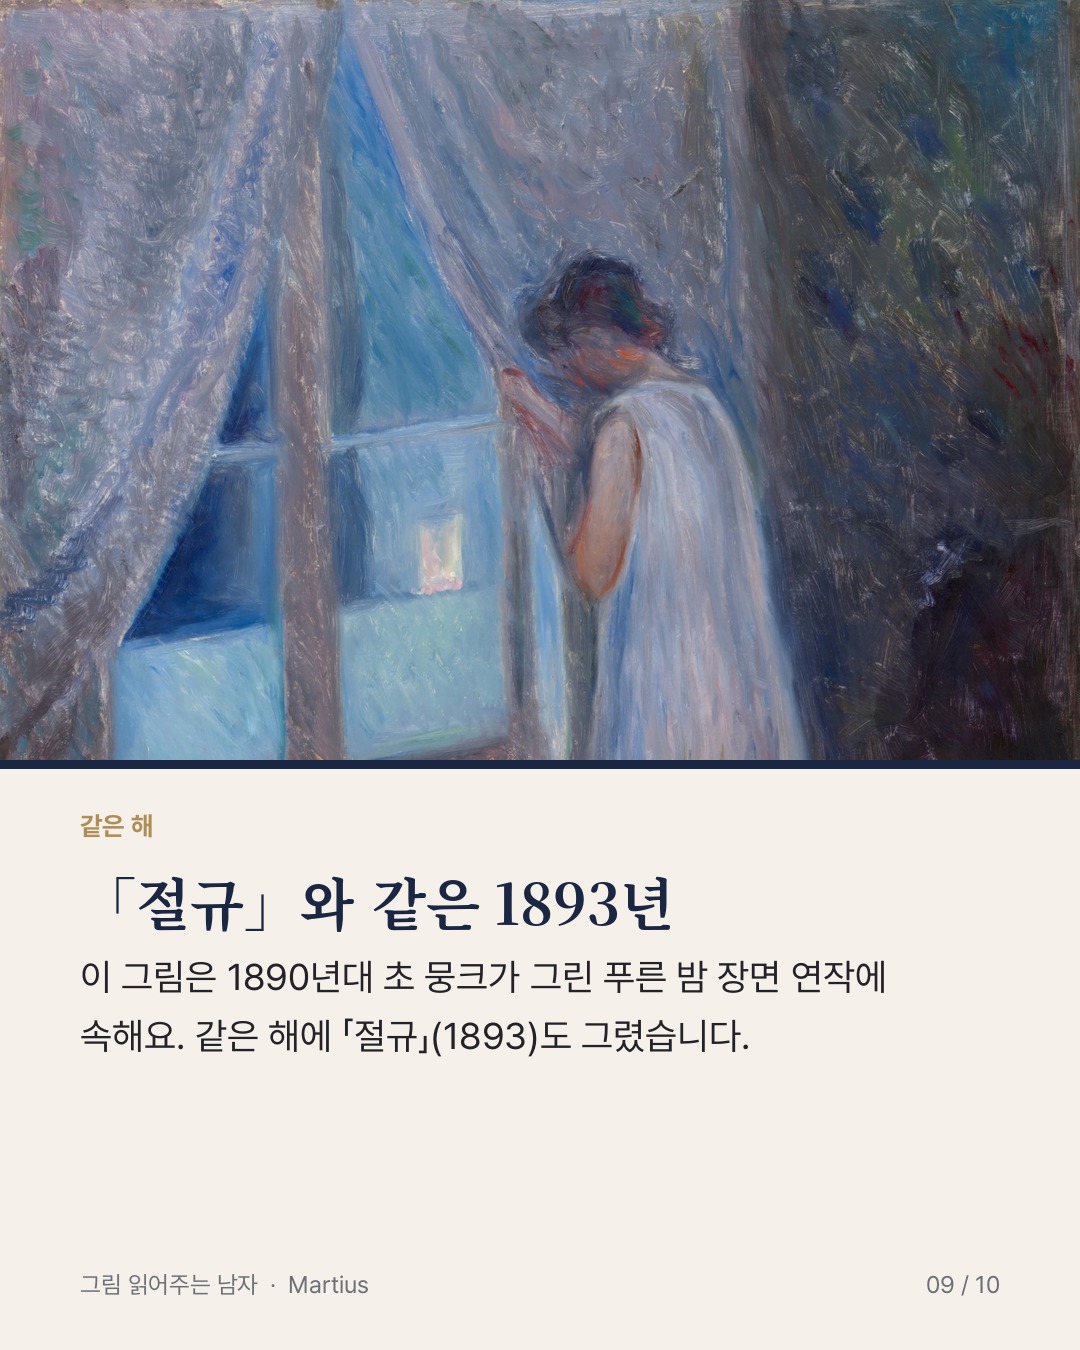 같은 해
「절규」와 같은 1893년
이 그림은 1890년대 초 뭉크가 그린 푸른 밤 장면 연작에
속해요. 같은 해에 「절규」(1893)도 그렸습니다.
그림 읽어주는 남자 · Martius
09 / 10